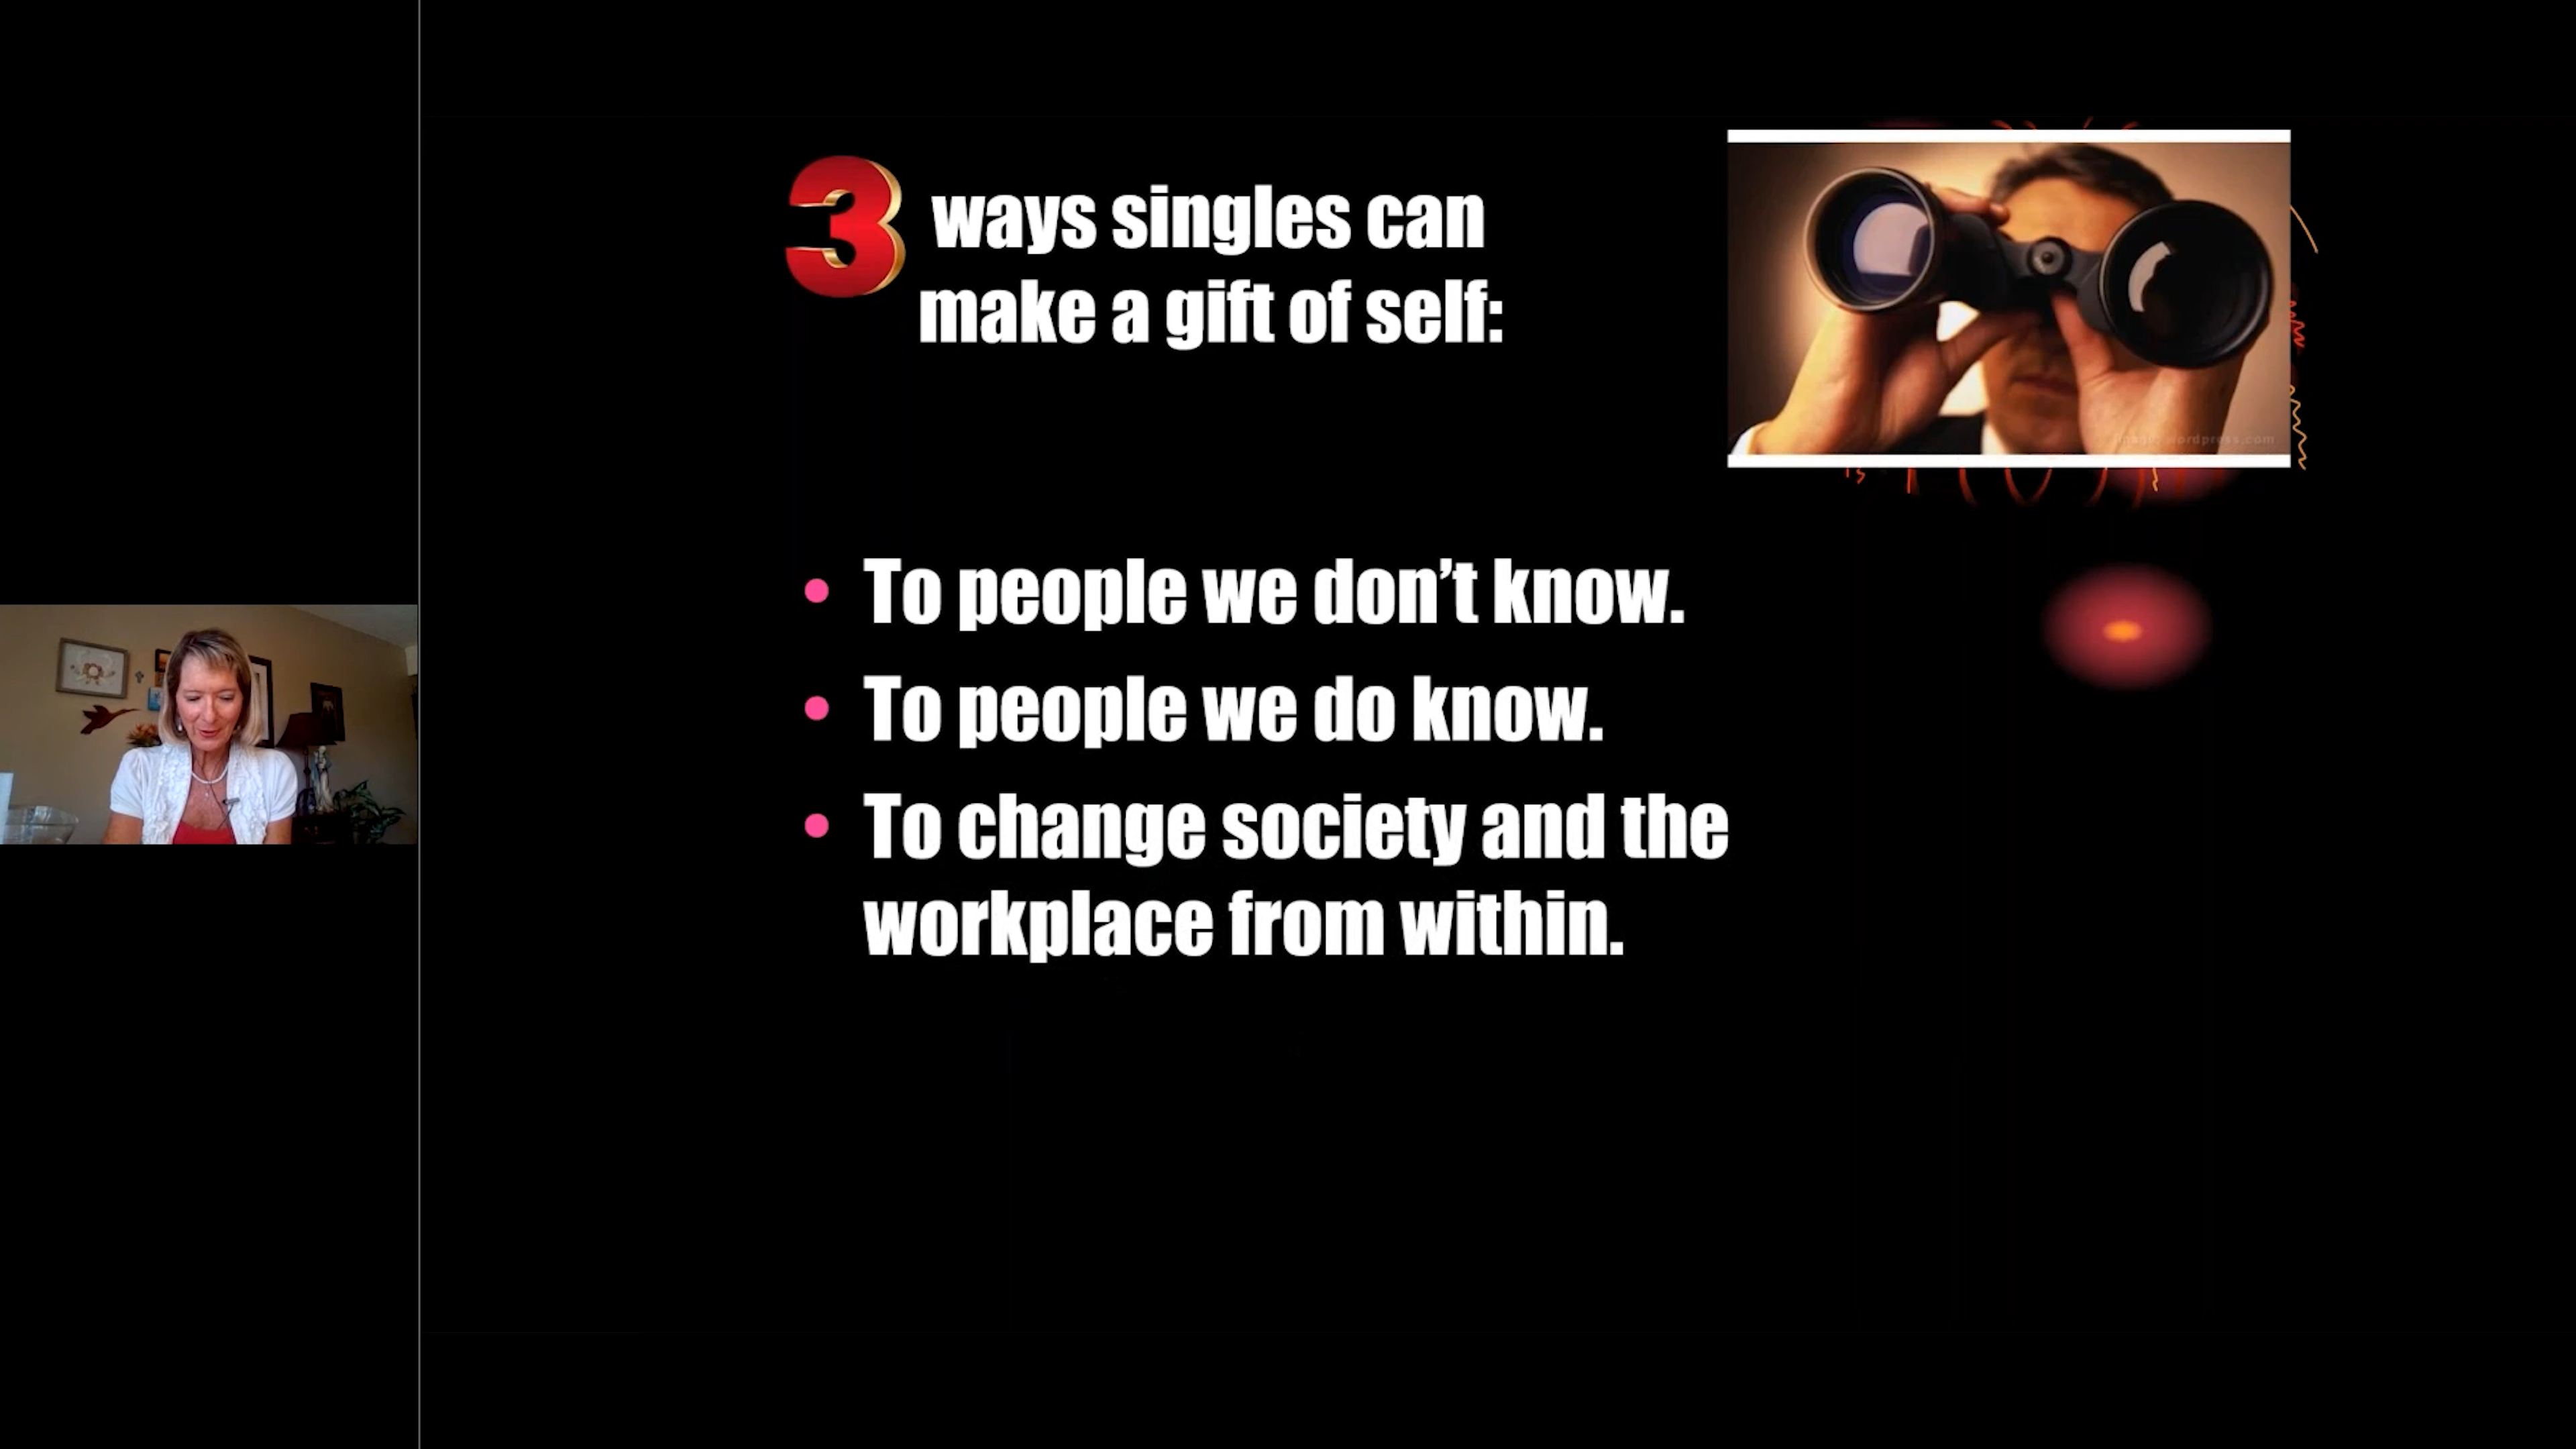 3 ways singles can
make a gift of self:
• To people we don’t know.
• To people we do know.
• To change society and the
workplace from within.